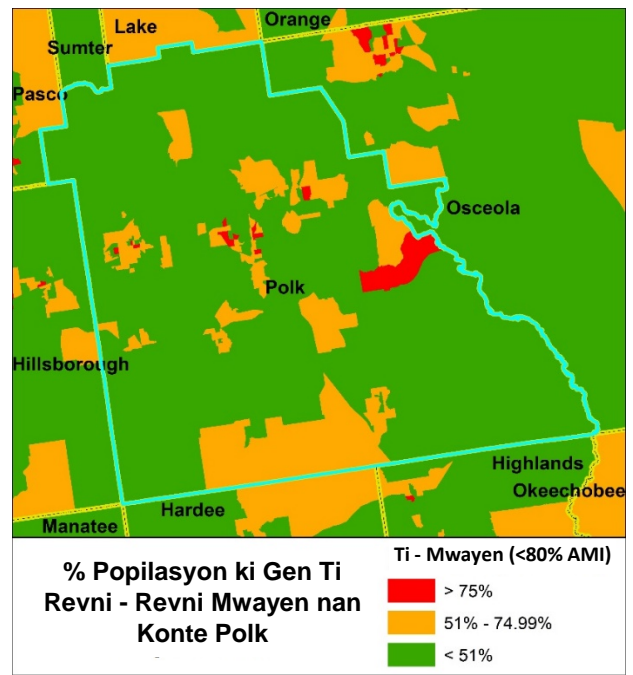 Orange
Lake
Sumter
Pasco
Osceola
Polk
Hillsborough
Highlands
Okeechobee
Hardee
Manatee
% Popilasyon ki Gen Ti
Revni - Revni Mwayen nan
Konte Polk
Ti - Mwayen (<80% AMI)
> 75%
51% - 74.99%
< 51%